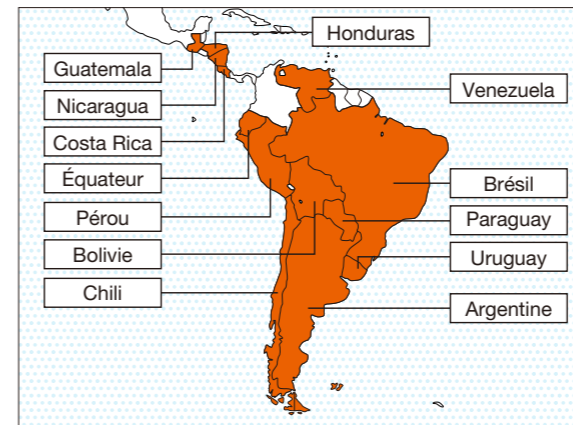 Honduras
Guatemala
Nicaragua
Costa Rica
Équateur
Pérou
Bolivie
Chili
Venezuela
Brésil
Paraguay
Uruguay
Argentine